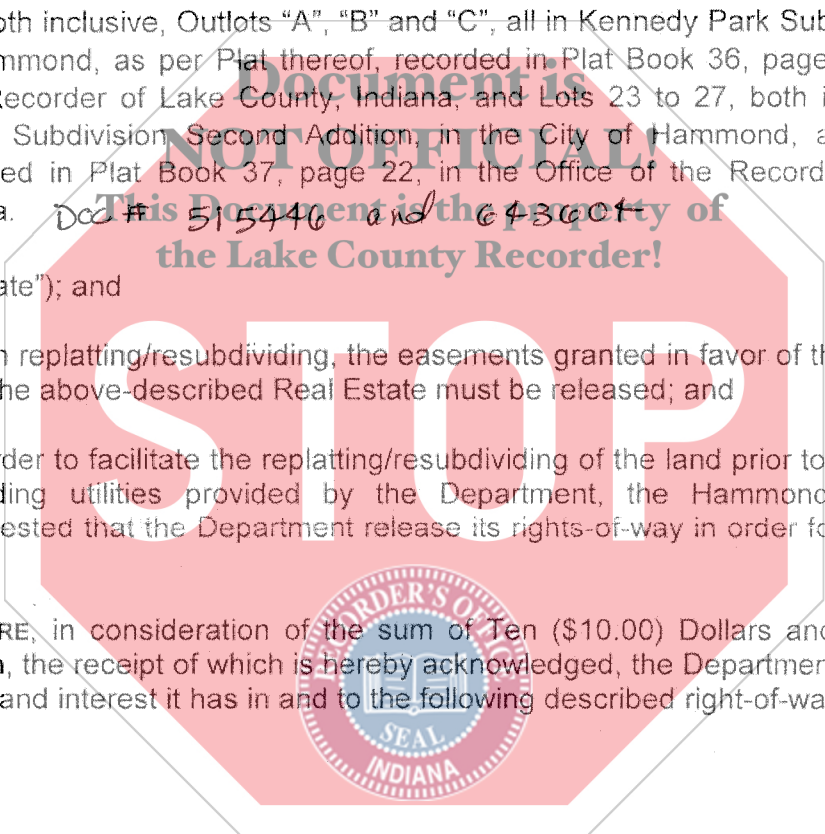 oth inclusive, Outlots “A”, “B” and “C”, all in Kennedy Park Sub
mmond, as per Plat thereof, recorded in Plat Book 36, page
Document is
Recorder of Lake County, Indiana, and Lots 23 to 27, both i
Subdivision Second Addition, in the City of Hammond, a
NOT OFFICIAL!
ed in Plat Book 37, page 22, in the Office of the Record
a. Doc # 515446 and 643604
This Document is the property of
the Lake County Recorder!
ate”); and
STOP
n replatting/resubdividing, the easements granted in favor of th
he above-described Real Estate must be released; and
der to facilitate the replatting/resubdividing of the land prior to
ding utilities provided by the Department, the Hammond
ested that the Department release its rights-of-way in order fo
RE, in consideration of the sum of Ten ($10.00) Dollars and
n, the receipt of which is hereby acknowledged, the Departmen
and interest it has in and to the following described right-of-wa
RECORDER'S OFFICE
SEAL
INDIANA